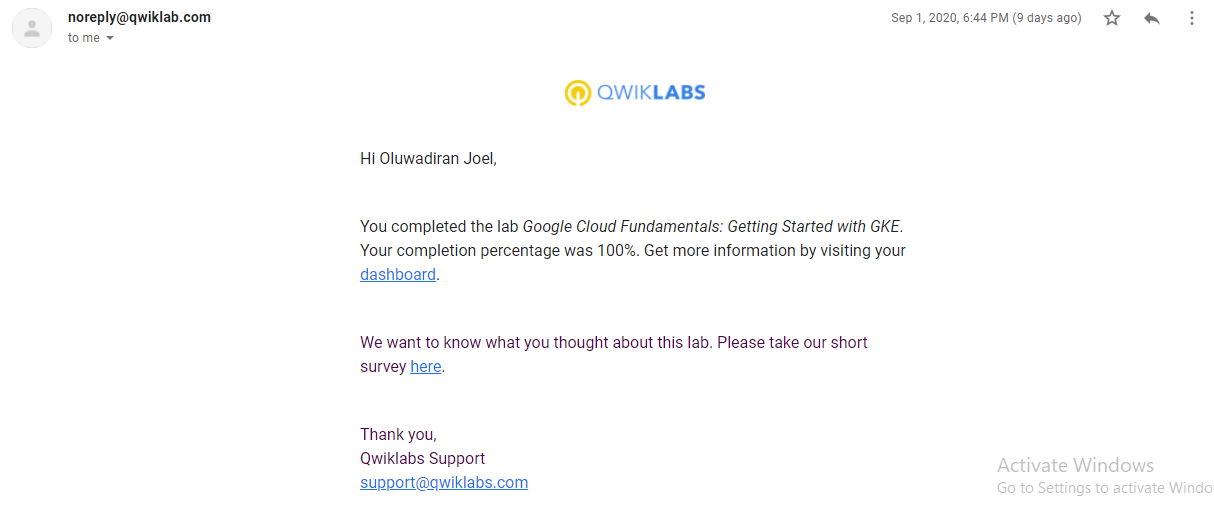 noreply@qwiklab.com
Sep 1, 2020, 6:44 PM (9 days ago)
to me
QWIKLABS
Hi Oluwadiran Joel,
You completed the lab Google Cloud Fundamentals: Getting Started with GKE.
Your completion percentage was 100%. Get more information by visiting your
dashboard.
We want to know what you thought about this lab. Please take our short
survey here.
Thank you,
Qwiklabs Support
support@qwiklabs.com
Activate Windows
Go to Settings to activate Windo